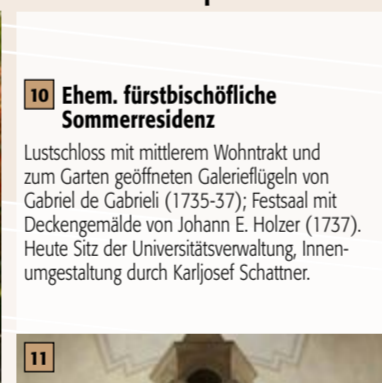 10 Ehem. fürstbischöfliche
Sommerresidenz
Lustschloss mit mittlerem Wohntrakt und
zum Garten geöffneten Galerieflügeln von
Gabriel de Gabrieli (1735-37); Festsaal mit
Deckengemälde von Johann E. Holzer (1737).
Heute Sitz der Universitätsverwaltung, Innen-
umgestaltung durch Karljosef Schattner.
11